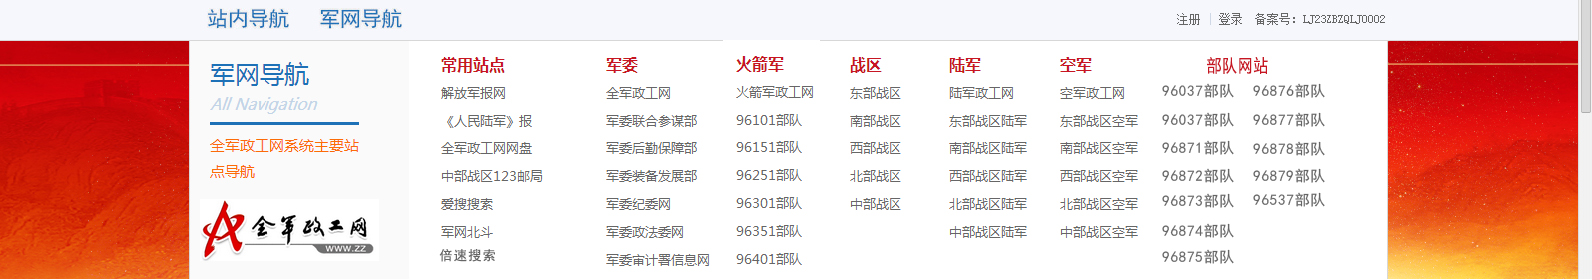 站内导航 军网导航 注册 | 登录 备案号：LJ23ZBZQLJ0002
军网导航
All Navigation
全军政工网系统主要站
点导航
全军政工网
www.zz
常用站点
解放军报网
《人民陆军》报
全军政工网网盘
中部战区123邮局
爱搜搜索
军网北斗
倍速搜索
军委
全军政工网
军委联合参谋部
军委后勤保障部
军委装备发展部
军委纪委网
军委政法委网
军委审计署信息网
火箭军
火箭军政工网
96101部队
96151部队
96251部队
96301部队
96351部队
96401部队
战区
东部战区
南部战区
西部战区
北部战区
中部战区
陆军
陆军政工网
东部战区陆军
南部战区陆军
西部战区陆军
北部战区陆军
中部战区陆军
空军
空军政工网
东部战区空军
南部战区空军
西部战区空军
北部战区空军
中部战区空军
部队网站
96037部队 96876部队
96037部队 96877部队
96871部队 96878部队
96872部队 96879部队
96873部队 96537部队
96874部队
96875部队